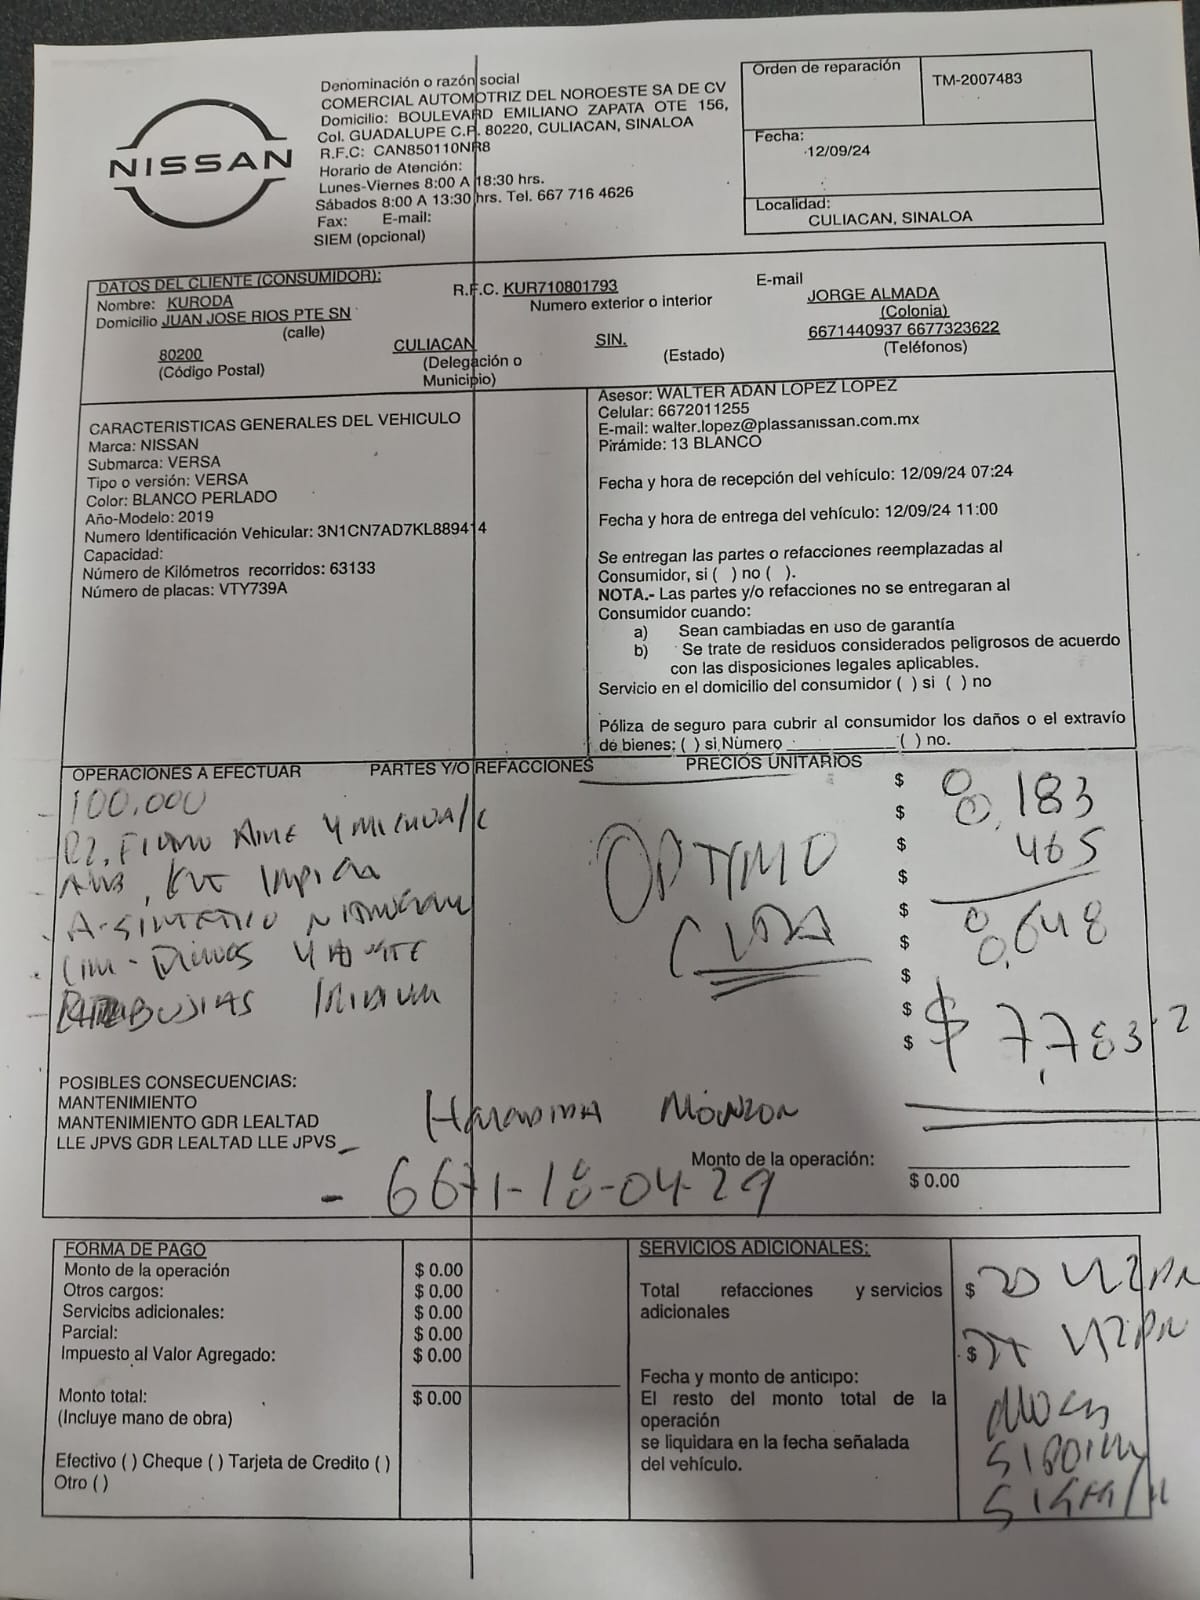 NISSAN
Denominación o razón social
COMERCIAL AUTOMOTRIZ DEL NOROESTE SA DE CV
Domicilio: BOULEVARD EMILIANO ZAPATA OTE 156,
Col. GUADALUPE C.P. 80220, CULIACAN, SINALOA
R.F.C: CAN850110NR8
Horario de Atención:
Lunes-Viernes 8:00 A 18:30 hrs.
Sábados 8:00 A 13:30 hrs. Tel. 667 716 4626
Fax: E-mail:
SIEM (opcional)
Orden de reparación TM-2007483
Fecha:
12/09/24
Localidad:
CULIACAN, SINALOA
DATOS DEL CLIENTE (CONSUMIDOR):
Nombre: KURODA R.F.C. KUR710801793 E-mail
Domicilio JUAN JOSE RIOS PTE SN Numero exterior o interior JORGE ALMADA
(calle) (Colonia)
80200 CULIACAN SIN. 6671440937 6677323622
(Código Postal) (Delegación o (Estado) (Teléfonos)
Municipio)
CARACTERISTICAS GENERALES DEL VEHICULO
Marca: NISSAN
Submarca: VERSA
Tipo o versión: VERSA
Color: BLANCO PERLADO
Año-Modelo: 2019
Numero Identificación Vehicular: 3N1CN7AD7KL889414
Capacidad:
Número de Kilómetros recorridos: 63133
Número de placas: VTY739A
Asesor: WALTER ADAN LOPEZ LOPEZ
Celular: 6672011255
E-mail: walter.lopez@plassanissan.com.mx
Pirámide: 13 BLANCO
Fecha y hora de recepción del vehículo: 12/09/24 07:24
Fecha y hora de entrega del vehículo: 12/09/24 11:00
Se entregan las partes o refacciones reemplazadas al
Consumidor, si ( ) no ( ).
NOTA.- Las partes y/o refacciones no se entregaran al
Consumidor cuando:
a) Sean cambiadas en uso de garantía
b) Se trate de residuos considerados peligrosos de acuerdo
con las disposiciones legales aplicables.
Servicio en el domicilio del consumidor ( ) si ( ) no
Póliza de seguro para cubrir al consumidor los daños o el extravío
de bienes: ( ) si Número ____________ ( ) no.
OPERACIONES A EFECTUAR PARTES Y/O REFACCIONES PRECIOS UNITARIOS
$
$
$
$
$
$
$
$
$
- 100,000
A-SINTETICO
BUJIAS IRIDIUM
OPTIMO
8,183
465
8,648
$ 7,783.2
POSIBLES CONSECUENCIAS:
MANTENIMIENTO
MANTENIMIENTO GDR LEALTAD
LLE JPVS GDR LEALTAD LLE JPVS
MONZON
- 6671-18-04-29
Monto de la operación:
$ 0.00
FORMA DE PAGO
Monto de la operación $ 0.00
Otros cargos: $ 0.00
Servicios adicionales: $ 0.00
Parcial: $ 0.00
Impuesto al Valor Agregado: $ 0.00
Monto total: $ 0.00
(Incluye mano de obra)
Efectivo ( ) Cheque ( ) Tarjeta de Credito ( )
Otro ( )
SERVICIOS ADICIONALES:
Total refacciones y servicios $
adicionales
$
Fecha y monto de anticipo:
El resto del monto total de la
operación
se liquidara en la fecha señalada
del vehículo.